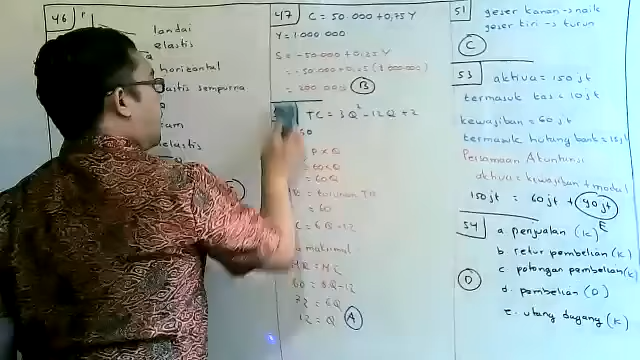 46 P
landai
elastis
horizontal
elastis sempurna
elastis
47 C = 50.000 + 0,75Y
Y = 1.000.000
S = -50.000 + 0,25 Y
= -50.000 + 0,25 (1.000.000)
= 200.000 B
TC = 3Q² - 12Q + 2
P x Q
= 60 x Q
= 60Q
= turunan TR
= 60
= 6Q - 12
maksimal
MR = MC
60 = 6Q - 12
72 = 6Q
12 = Q A
51 geser kanan → naik
geser kiri → turun
C
53 aktiva = 150 jt
termasuk kas = 10 jt
kewajiban = 60 jt
termasuk hutang bank = 15 jt
Persamaan Akuntansi
aktiva = kewajiban + modal
150 jt = 60 jt + 90 jt
E
54 a. penjualan (K)
b. retur pembelian (K)
c. potongan pembelian (K)
D d. pembelian (D)
e. utang dagang (K)